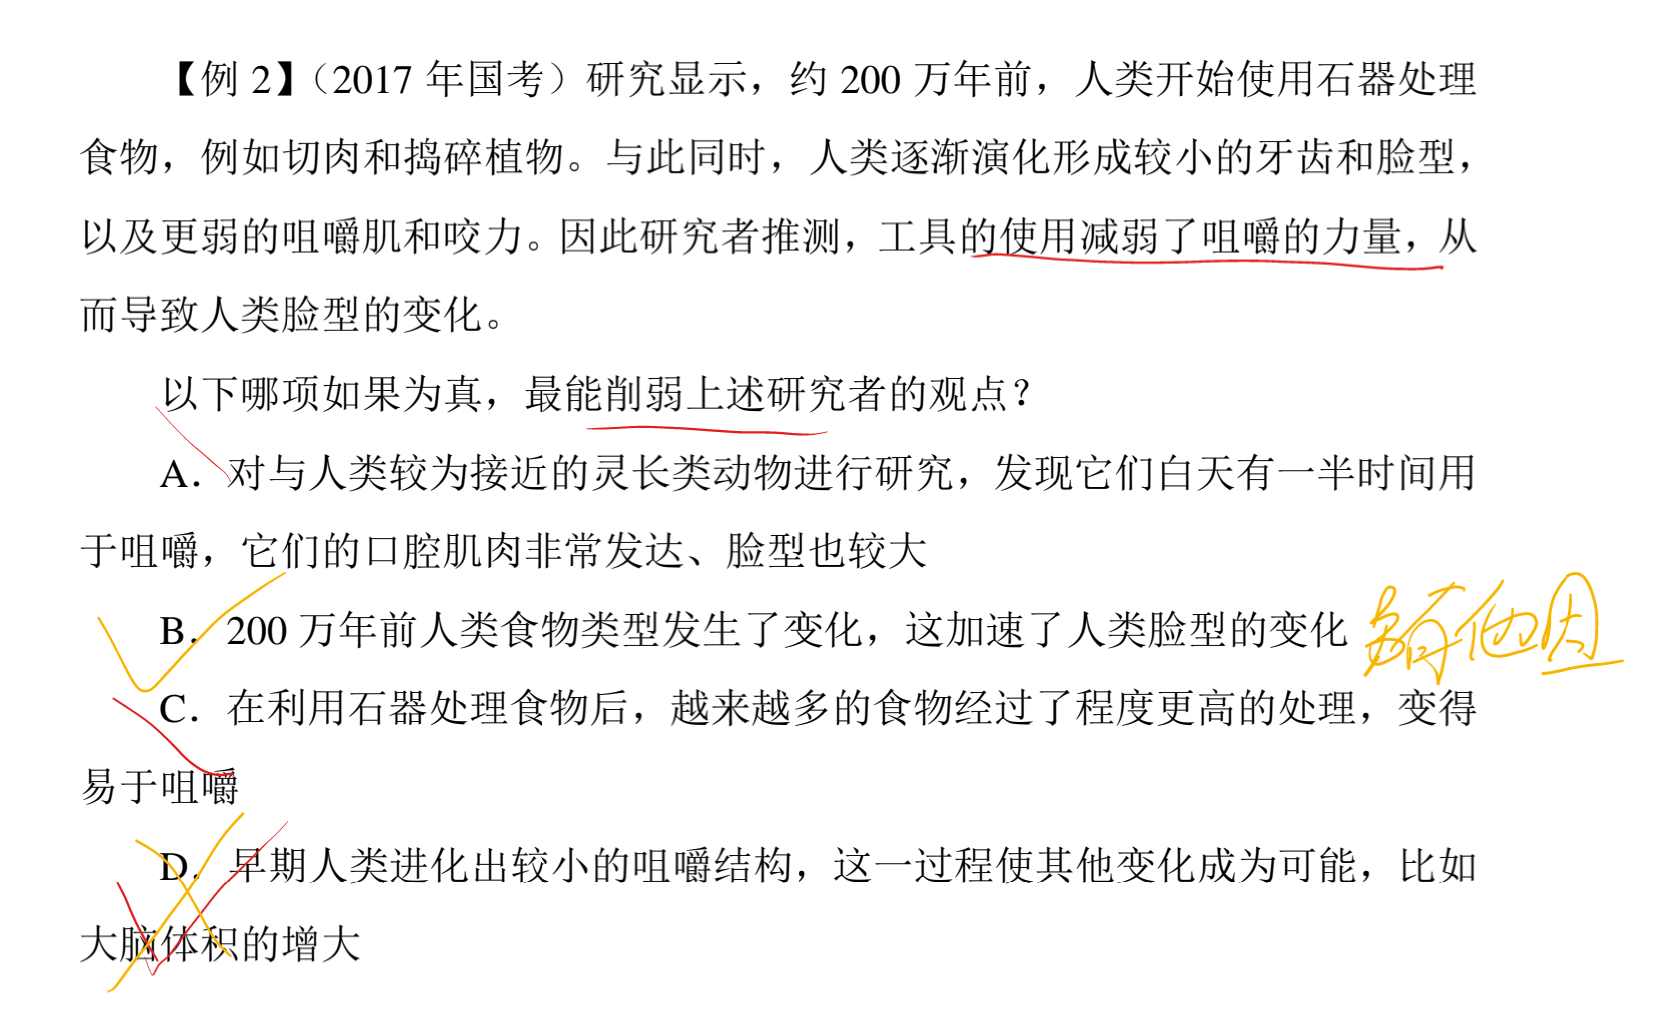 【例 2】（2017 年国考）研究显示，约 200 万年前，人类开始使用石器处理
食物，例如切肉和捣碎植物。与此同时，人类逐渐演化形成较小的牙齿和脸型，
以及更弱的咀嚼肌和咬力。因此研究者推测，工具的使用减弱了咀嚼的力量，从
而导致人类脸型的变化。
以下哪项如果为真，最能削弱上述研究者的观点？
A．对与人类较为接近的灵长类动物进行研究，发现它们白天有一半时间用
于咀嚼，它们的口腔肌肉非常发达、脸型也较大
B．200 万年前人类食物类型发生了变化，这加速了人类脸型的变化
有他因
C．在利用石器处理食物后，越来越多的食物经过了程度更高的处理，变得
易于咀嚼
D．早期人类进化出较小的咀嚼结构，这一过程使其他变化成为可能，比如
大脑体积的增大